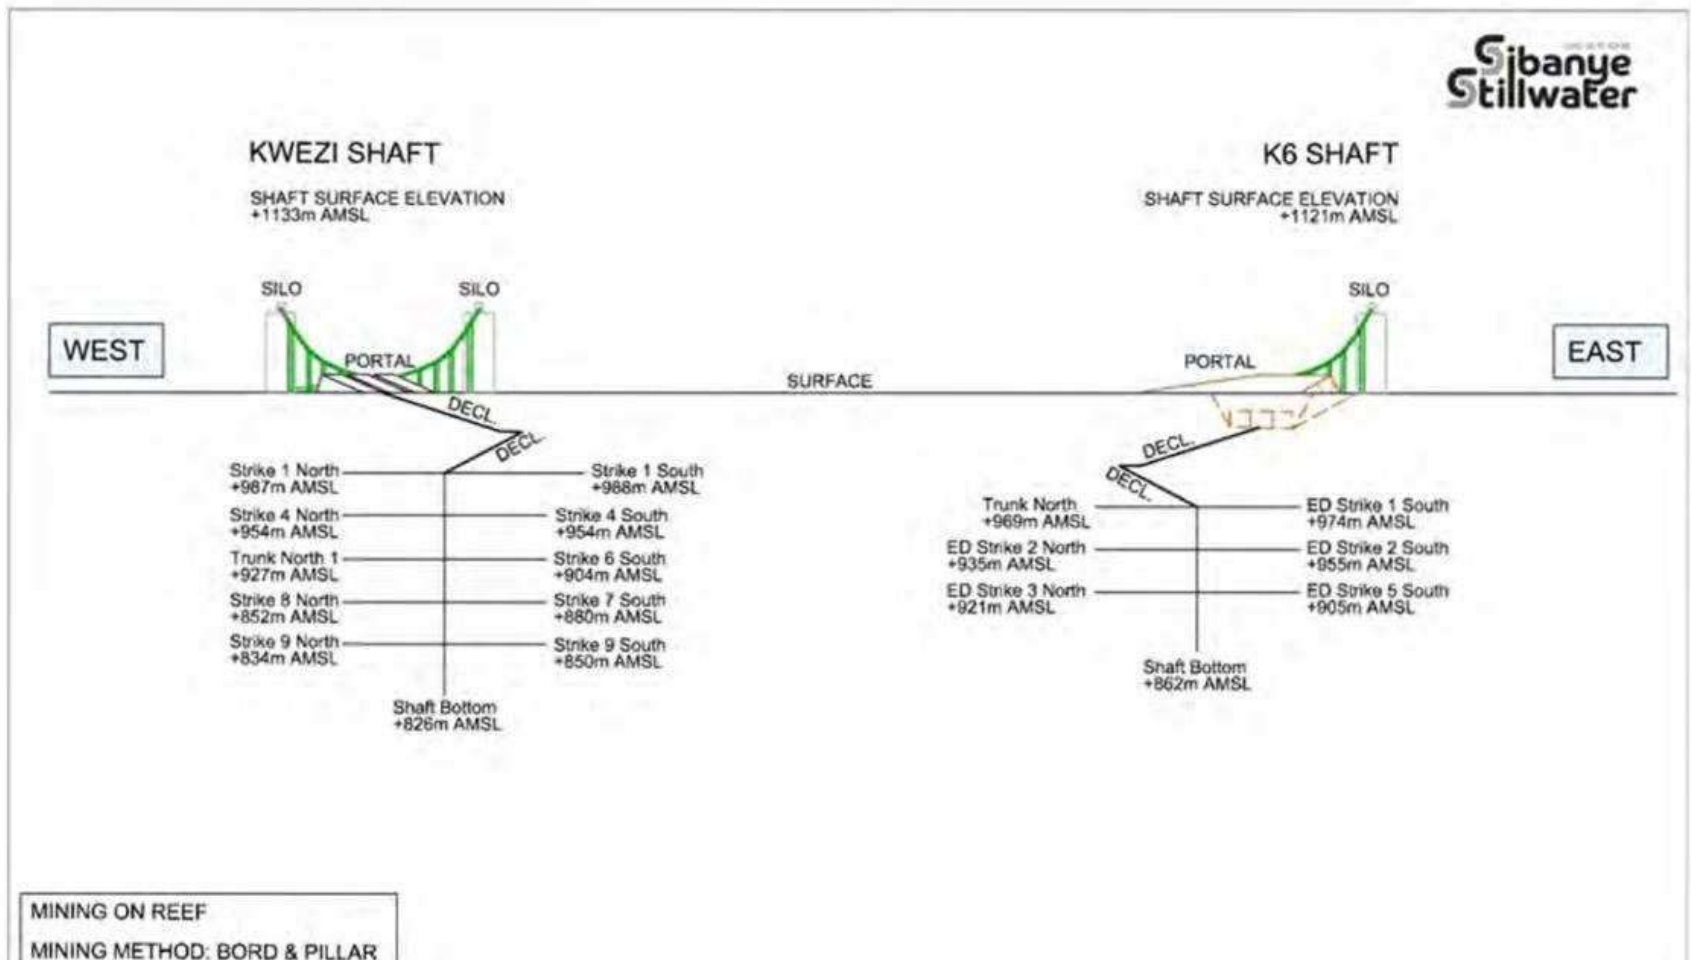 Sibanye
Stillwater
KWEZI SHAFT
SHAFT SURFACE ELEVATION
+1133m AMSL
K6 SHAFT
SHAFT SURFACE ELEVATION
+1121m AMSL
SILO
SILO
SILO
WEST
PORTAL
SURFACE
PORTAL
EAST
DECL.
DECL.
Strike 1 North
+987m AMSL
Strike 1 South
+988m AMSL
Strike 4 North
+954m AMSL
Strike 4 South
+954m AMSL
Trunk North 1
+927m AMSL
Strike 6 South
+904m AMSL
Strike 8 North
+852m AMSL
Strike 7 South
+880m AMSL
Strike 9 North
+834m AMSL
Strike 9 South
+850m AMSL
Shaft Bottom
+826m AMSL
DECL.
DECL.
Trunk North
+969m AMSL
ED Strike 1 South
+974m AMSL
ED Strike 2 North
+935m AMSL
ED Strike 2 South
+955m AMSL
ED Strike 3 North
+921m AMSL
ED Strike 5 South
+905m AMSL
Shaft Bottom
+862m AMSL
MINING ON REEF
MINING METHOD: BORD & PILLAR